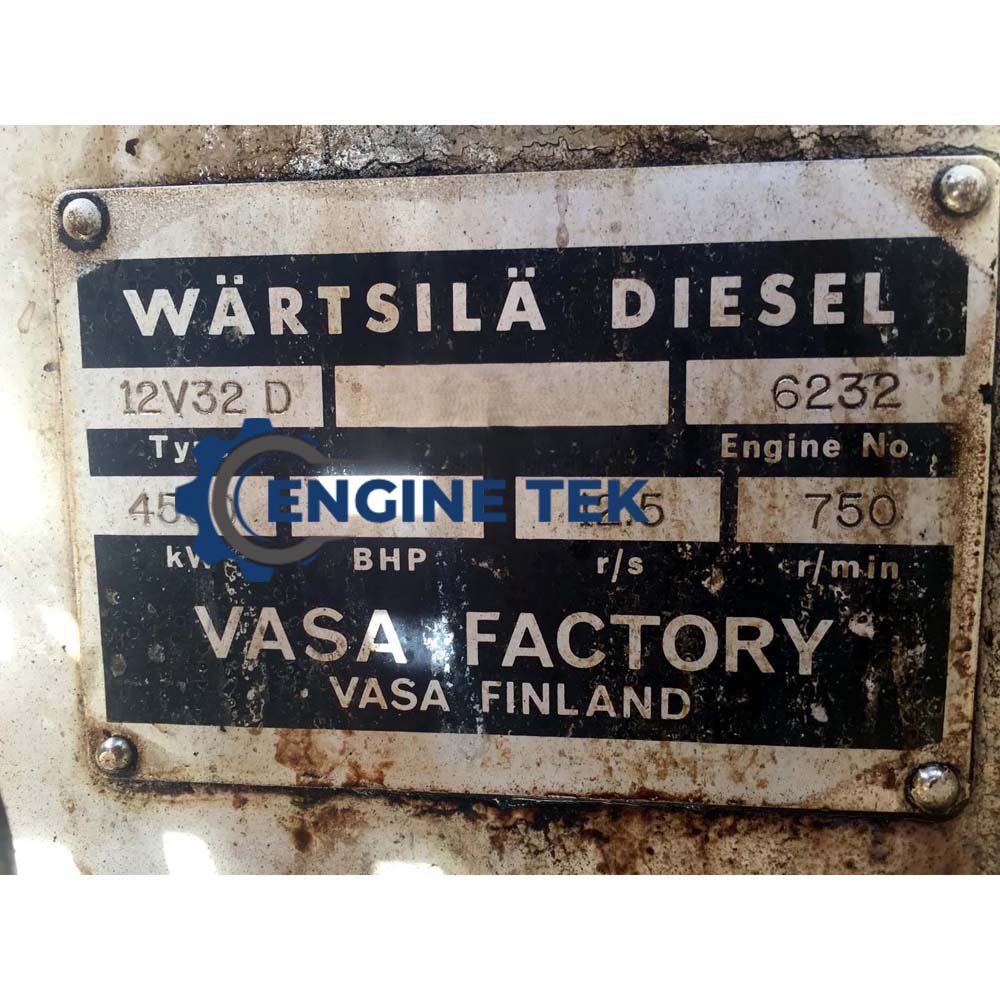 WÄRTSILÄ DIESEL
12V32 D 6232
Engine No
ENGINE TEK
750
BHP r/s r/min
VASA FACTORY
VASA FINLAND